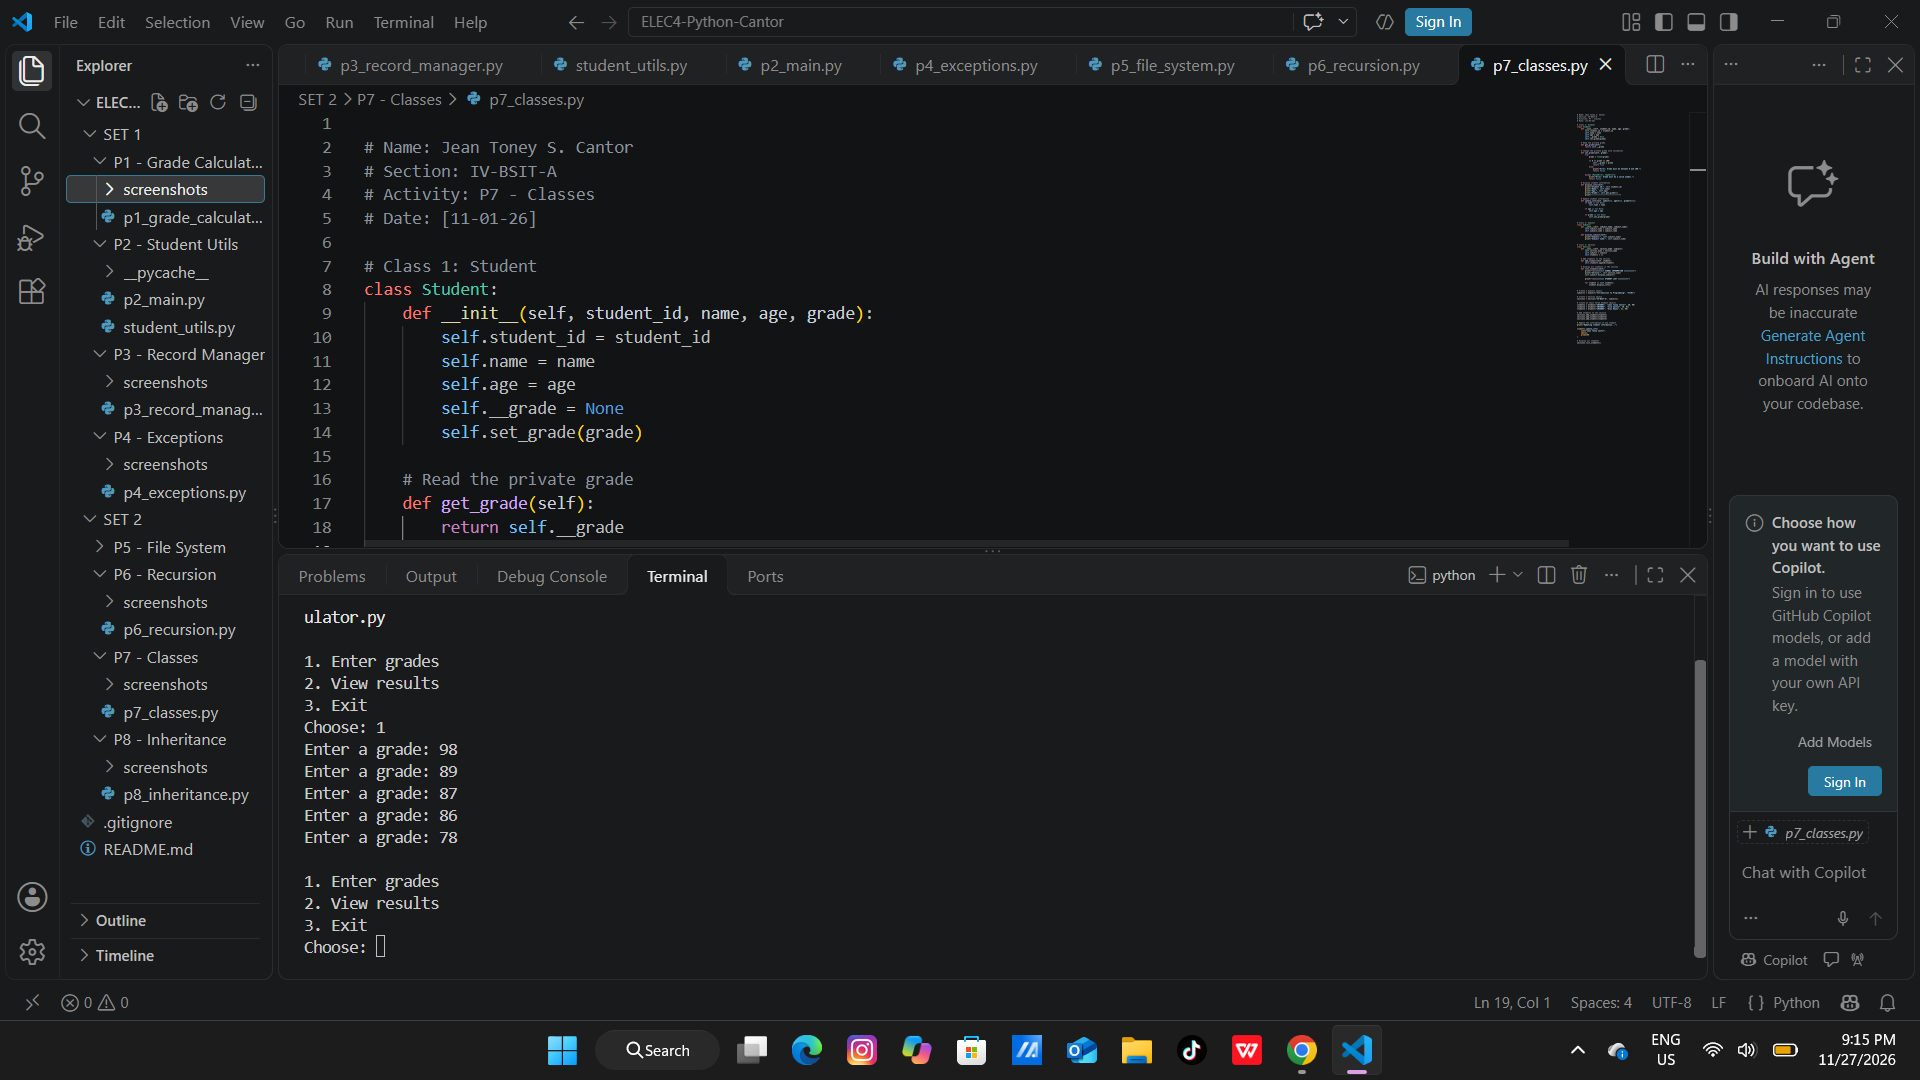 File Edit Selection View Go Run Terminal Help
ELEC4-Python-Cantor
Sign In
Explorer
ELEC...
SET 1
P1 - Grade Calculat...
screenshots
p1_grade_calculat...
P2 - Student Utils
__pycache__
p2_main.py
student_utils.py
P3 - Record Manager
screenshots
p3_record_manag...
P4 - Exceptions
screenshots
p4_exceptions.py
SET 2
P5 - File System
P6 - Recursion
screenshots
p6_recursion.py
P7 - Classes
screenshots
p7_classes.py
P8 - Inheritance
screenshots
p8_inheritance.py
.gitignore
README.md
Outline
Timeline
p3_record_manager.py student_utils.py p2_main.py p4_exceptions.py p5_file_system.py p6_recursion.py p7_classes.py
SET 2 > P7 - Classes > p7_classes.py
1
2 # Name: Jean Toney S. Cantor
3 # Section: IV-BSIT-A
4 # Activity: P7 - Classes
5 # Date: [11-01-26]
6
7 # Class 1: Student
8 class Student:
9 def __init__(self, student_id, name, age, grade):
10 self.student_id = student_id
11 self.name = name
12 self.age = age
13 self.__grade = None
14 self.set_grade(grade)
15
16 # Read the private grade
17 def get_grade(self):
18 return self.__grade
Problems Output Debug Console Terminal Ports
python
ulator.py
1. Enter grades
2. View results
3. Exit
Choose: 1
Enter a grade: 98
Enter a grade: 89
Enter a grade: 87
Enter a grade: 86
Enter a grade: 78
1. Enter grades
2. View results
3. Exit
Choose:
Build with Agent
AI responses may
be inaccurate
Generate Agent
Instructions to
onboard AI onto
your codebase.
Choose how
you want to use
Copilot.
Sign in to use
GitHub Copilot
models, or add
a model with
your own API
key.
Add Models
Sign In
p7_classes.py
Chat with Copilot
Copilot
0 0
Ln 19, Col 1 Spaces: 4 UTF-8 LF { } Python
Search
ENG
US
9:15 PM
11/27/2026